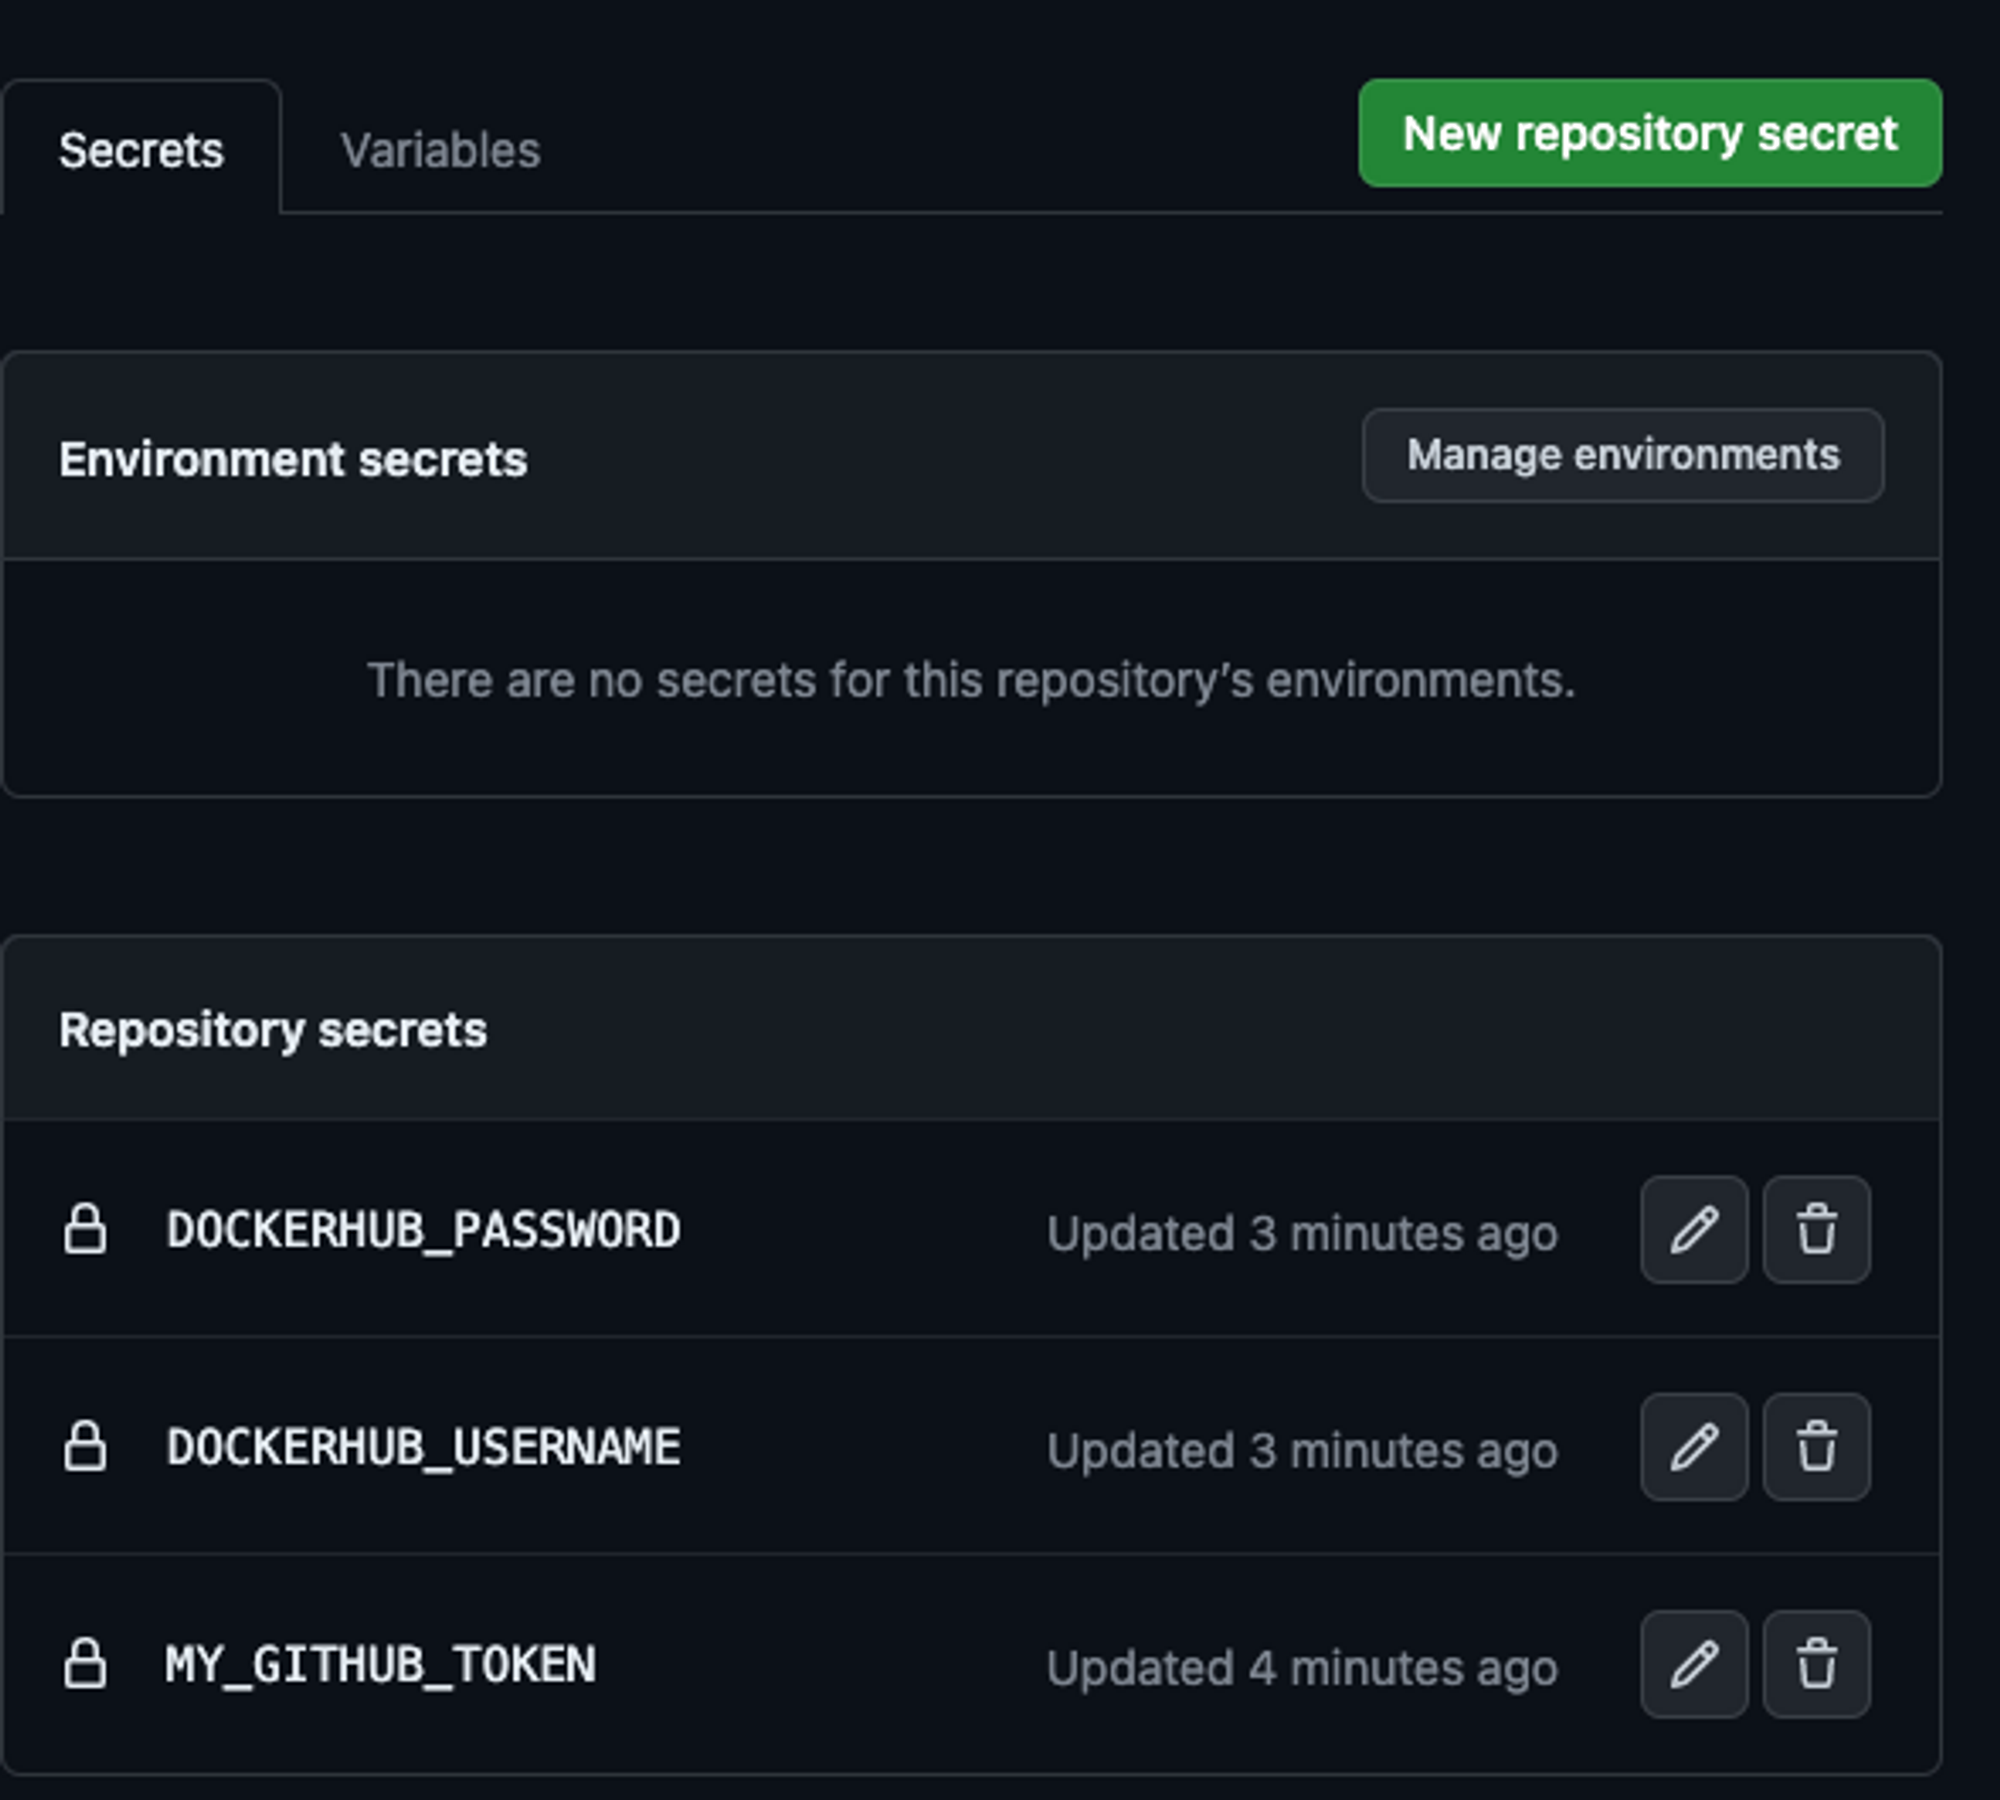 Secrets
Variables
New repository secret
Environment secrets
Manage environments
There are no secrets for this repository’s environments.
Repository secrets
DOCKERHUB_PASSWORD Updated 3 minutes ago
DOCKERHUB_USERNAME Updated 3 minutes ago
MY_GITHUB_TOKEN Updated 4 minutes ago